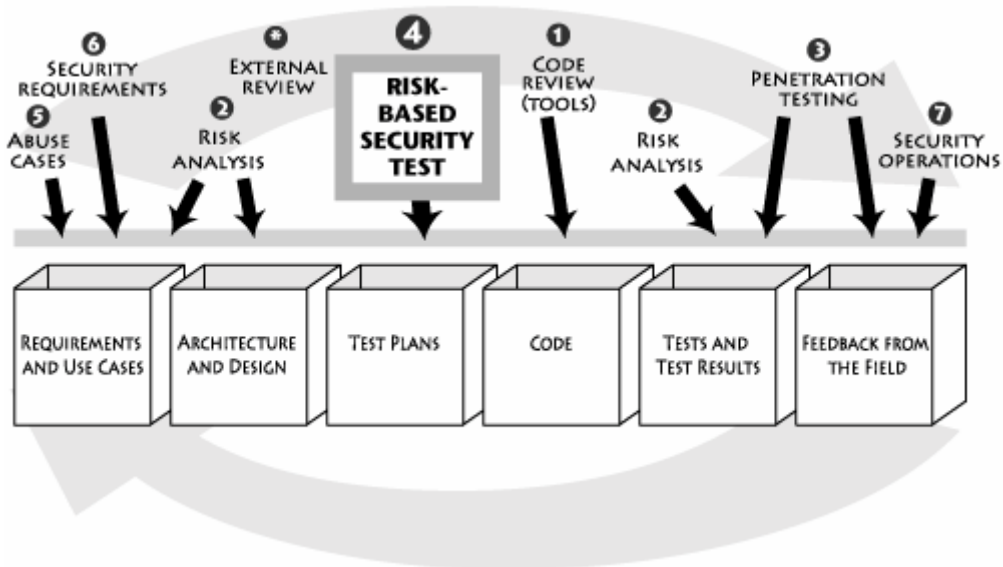 6
SECURITY
REQUIREMENTS
5
ABUSE
CASES
2
RISK
ANALYSIS
*
EXTERNAL
REVIEW
4
RISK-
BASED
SECURITY
TEST
1
CODE
REVIEW
(TOOLS)
2
RISK
ANALYSIS
3
PENETRATION
TESTING
7
SECURITY
OPERATIONS
REQUIREMENTS
AND USE CASES
ARCHITECTURE
AND DESIGN
TEST PLANS
CODE
TESTS AND
TEST RESULTS
FEEDBACK FROM
THE FIELD